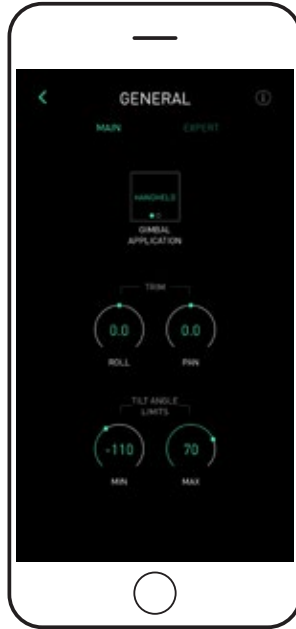 GENERAL
MAIN EXPERT
HANDHELD
GIMBAL
APPLICATION
TRIM
0.0 0.0
ROLL PAN
TILT ANGLE
LIMITS
-110 70
MIN MAX